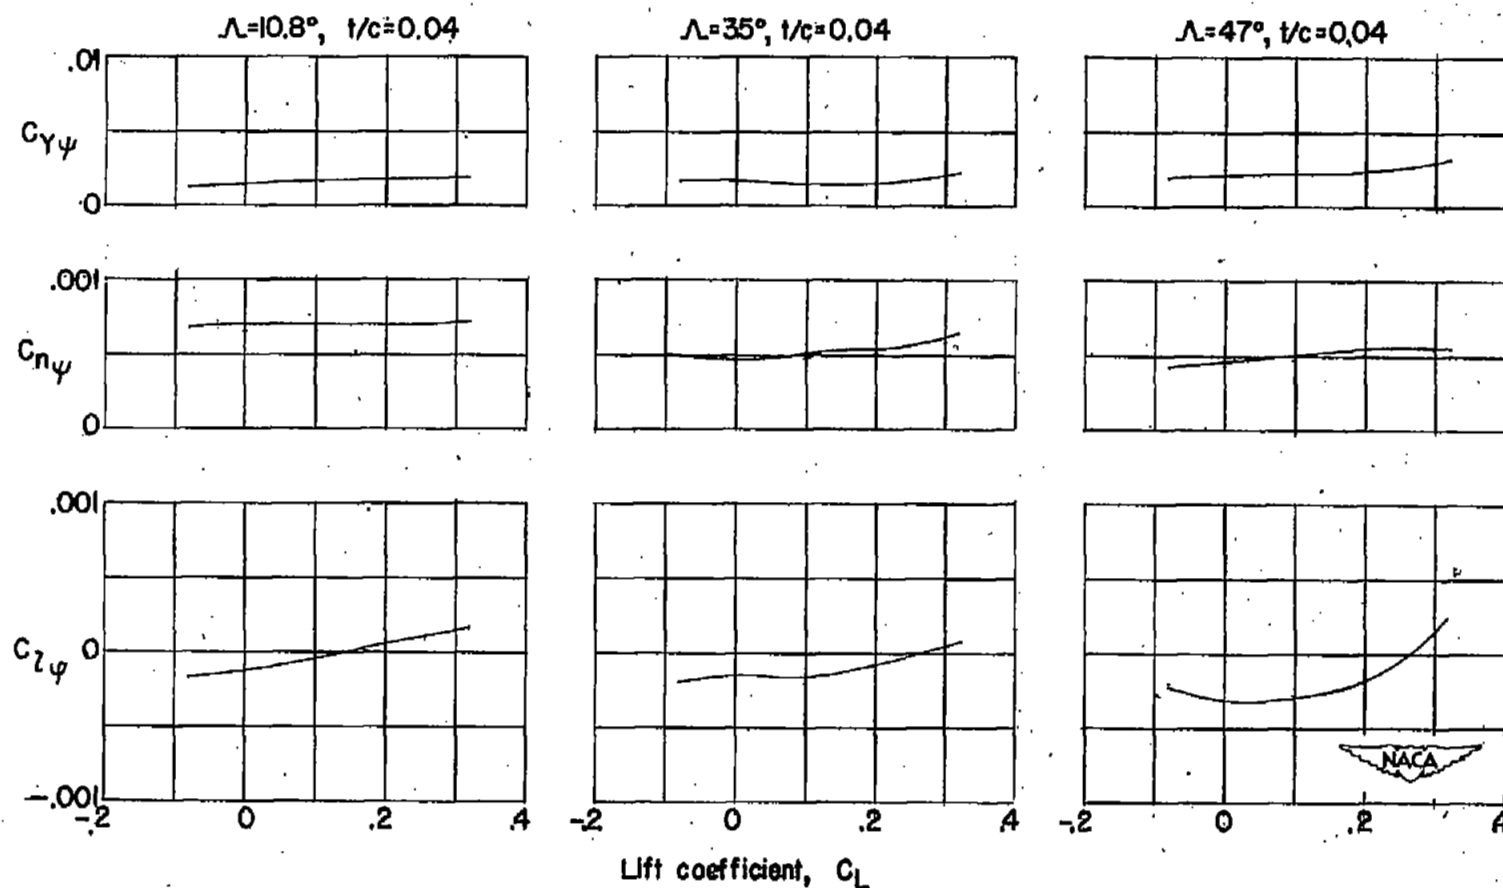 Λ=10.8°, t/c=0.04
Λ=35°, t/c=0.04
Λ=47°, t/c=0.04
.01
CYψ
0
.001
Cnψ
0
.001
Clψ 0
-.001
-.2 0 .2 .4
-.2 0 .2 .4
-.2 0 .2 .4
NACA
Lift coefficient, CL